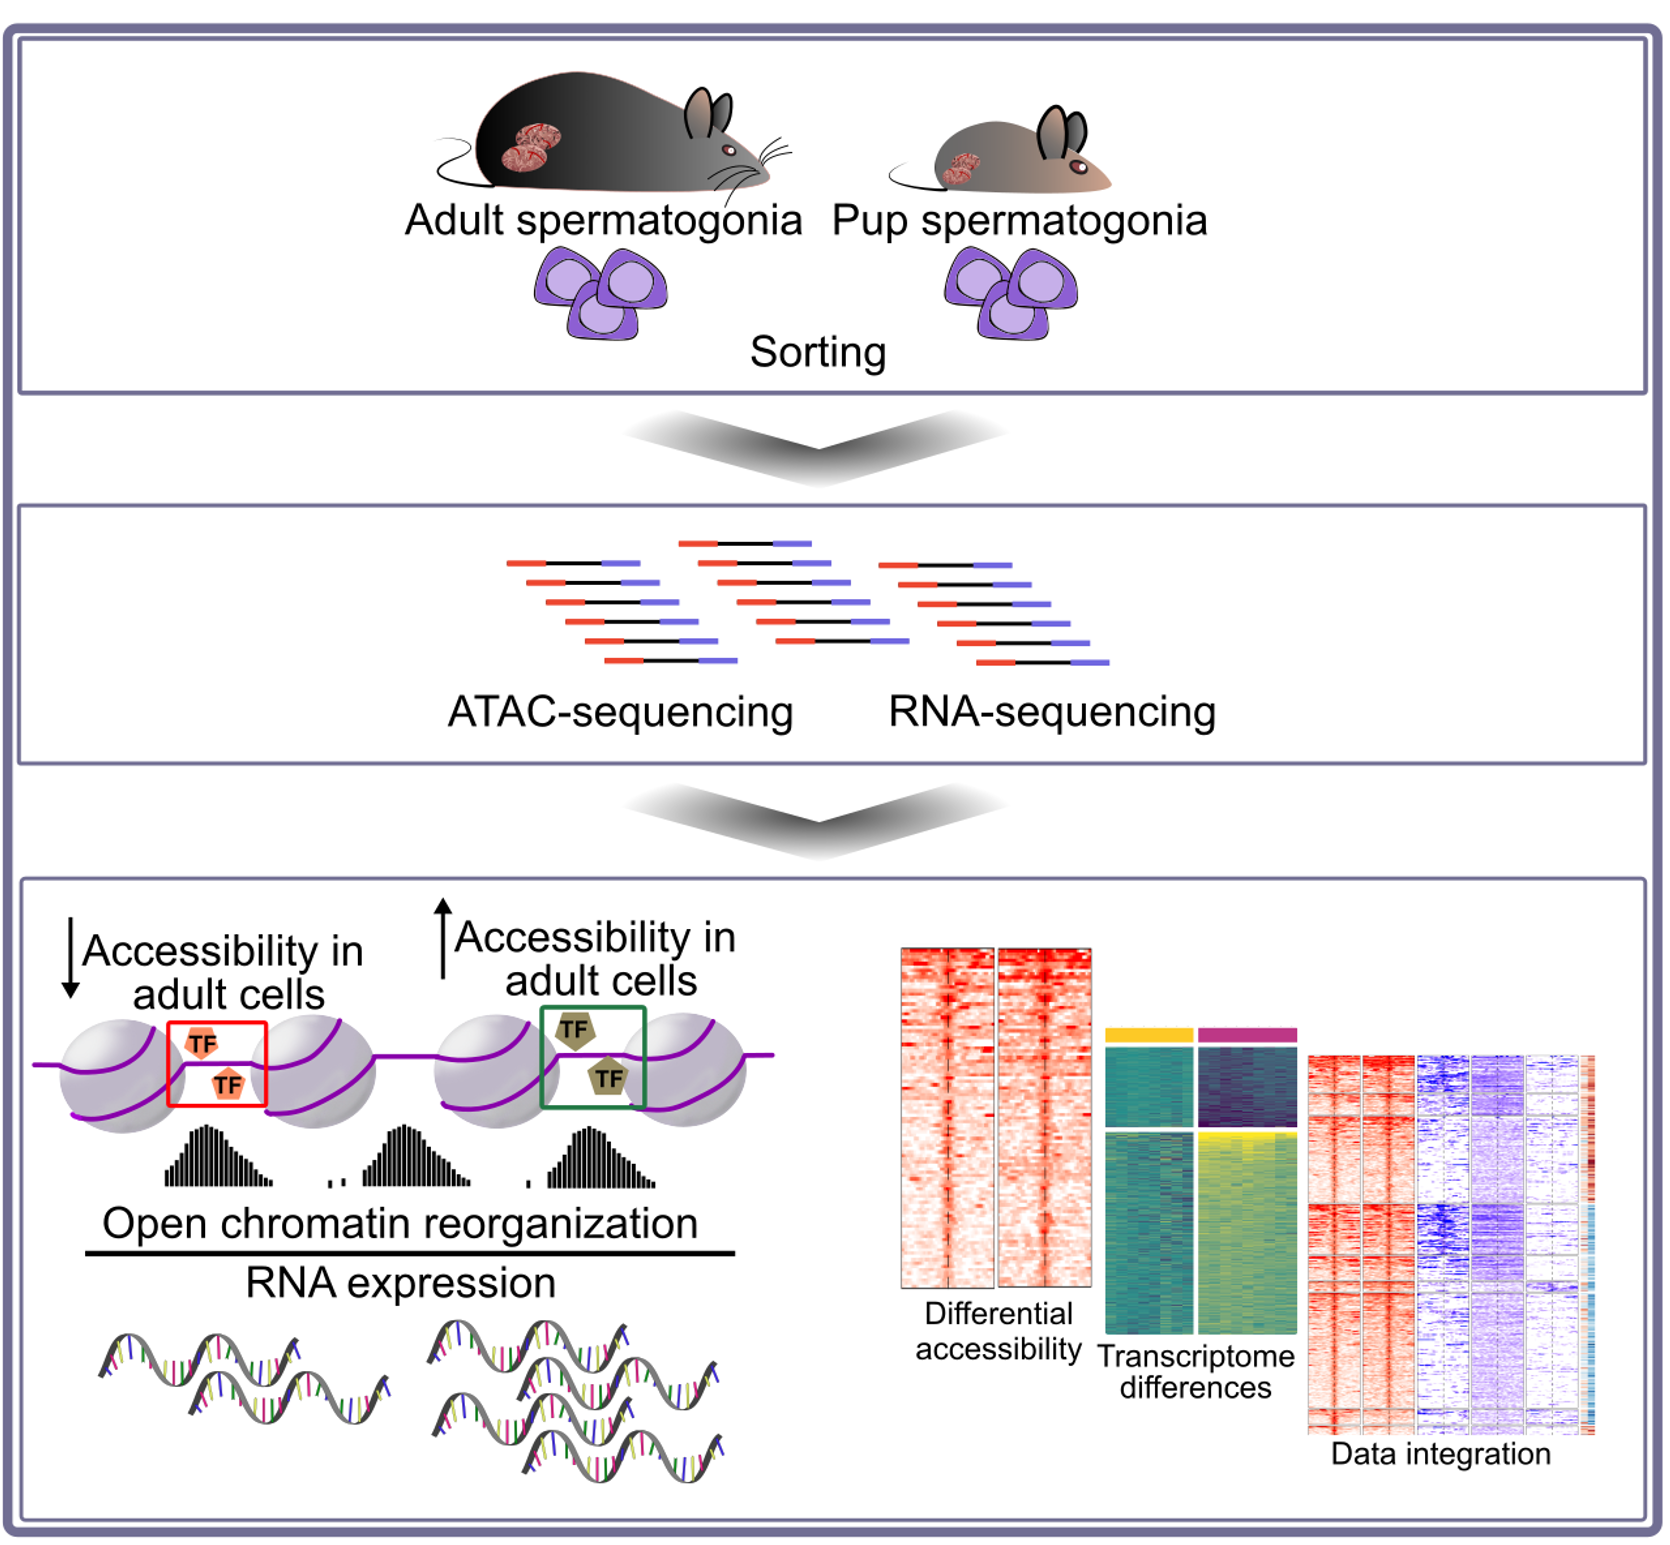 Adult spermatogonia
Pup spermatogonia
Sorting
ATAC-sequencing
RNA-sequencing
Accessibility in
adult cells
Accessibility in
adult cells
TF
TF
TF
TF
Open chromatin reorganization
RNA expression
Differential
accessibility
Transcriptome
differences
Data integration